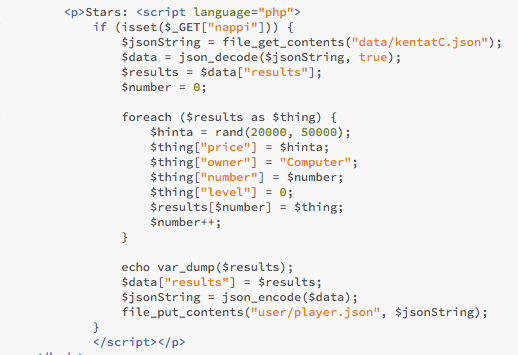 <p>Stars: <script language="php">
if (isset($_GET["nappi"])) {
$jsonString = file_get_contents("data/kentatC.json");
$data = json_decode($jsonString, true);
$results = $data["results"];
$number = 0;
foreach ($results as $thing) {
$hinta = rand(20000, 50000);
$thing["price"] = $hinta;
$thing["owner"] = "Computer";
$thing["number"] = $number;
$thing["level"] = 0;
$results[$number] = $thing;
$number++;
}
echo var_dump($results);
$data["results"] = $results;
$jsonString = json_encode($data);
file_put_contents("user/player.json", $jsonString);
}
</script></p>